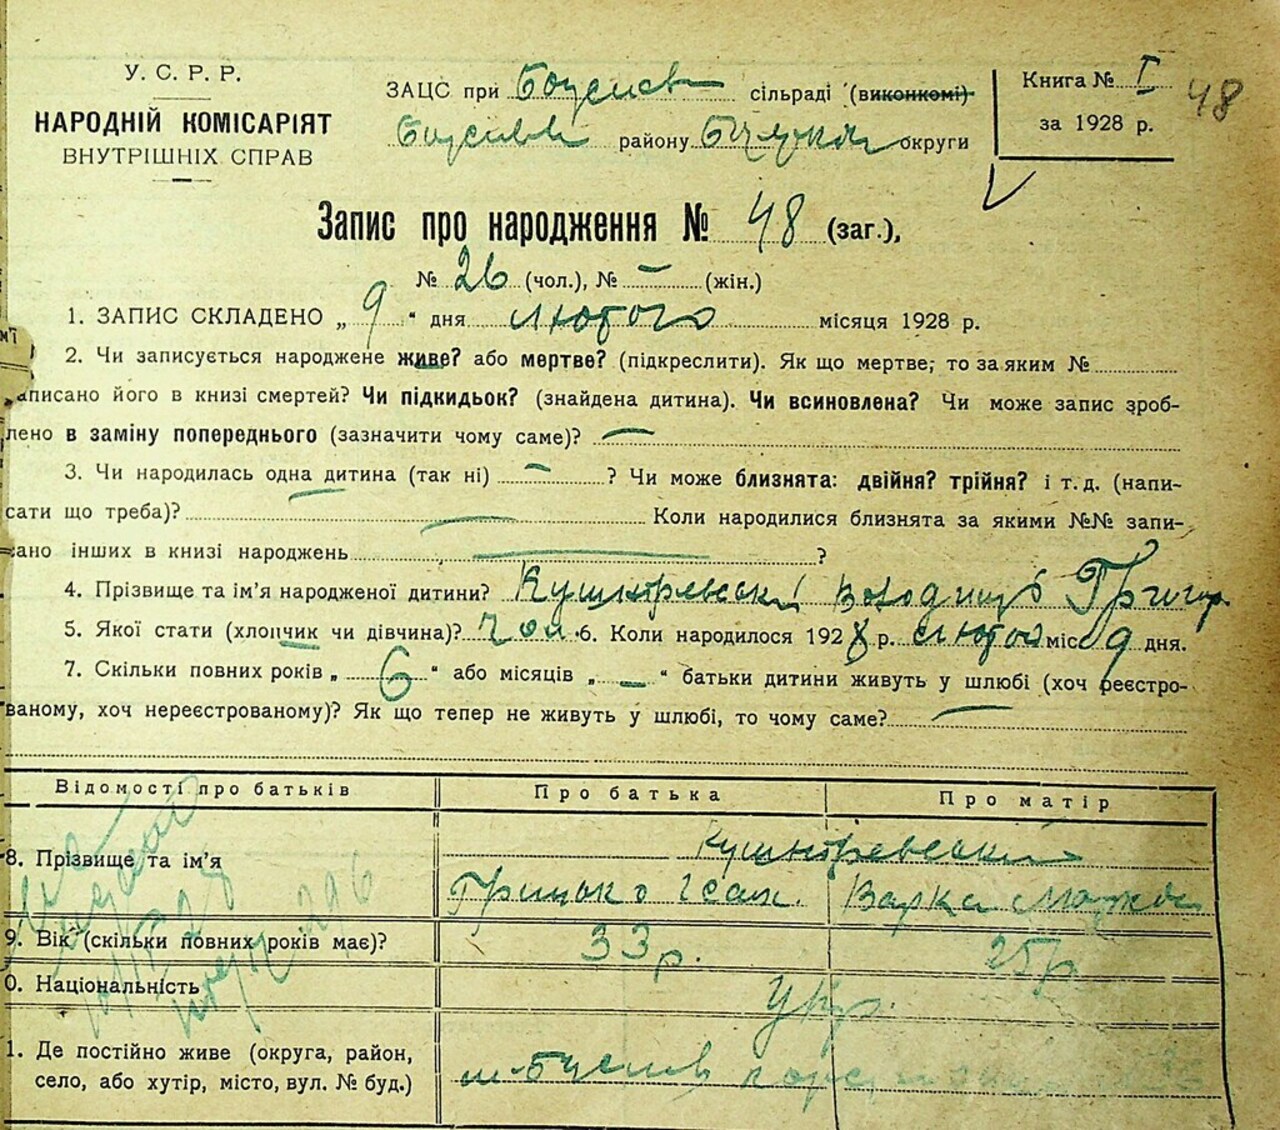 У. С. Р. Р.
НАРОДНІЙ КОМІСАРІЯТ
ВНУТРІШНІХ СПРАВ
ЗАЦС при сільраді (виконкомі)
району округи
Книга № I
за 1928 р.
48
Запис про народження № 48 (заг.),
№ 26 (чол.), № — (жін.)
1. ЗАПИС СКЛАДЕНО „ 9 “ дня лютого місяця 1928 р.
2. Чи записується народжене живе? або мертве? (підкреслити). Як що мертве, то за яким №
записано його в книзі смертей? Чи підкидьок? (знайдена дитина). Чи всиновлена? Чи може запис зроб-
лено в заміну попереднього (зазначити чому саме)? —
3. Чи народилась одна дитина (так ні) — ? Чи може близнята: двійня? трійня? і т. д. (напи-
сати що треба)? — Коли народилися близнята за якими №№ запи-
сано інших в книзі народжень — ?
4. Прізвище та ім’я народженої дитини? Кушніревський Володимир Григор.
5. Якої стати (хлопчик чи дівчина)? чол. 6. Коли народилося 1928 р. лютого міс. 9 дня.
7. Скільки повних років „ 6 “ або місяців „ — “ батьки дитини живуть у шлюбі (хоч реєстро-
ваному, хоч нереєстрованому)? Як що тепер не живуть у шлюбі, то чому саме? —
Відомості про батьків Про батька Про матір
8. Прізвище та ім’я Кушніревський
Грицько Ісак. Варка
9. Вік (скільки повних років має)? 33 р. 25 р.
0. Національність укр.
1. Де постійно живе (округа, район,
село, або хутір, місто, вул. № буд.)